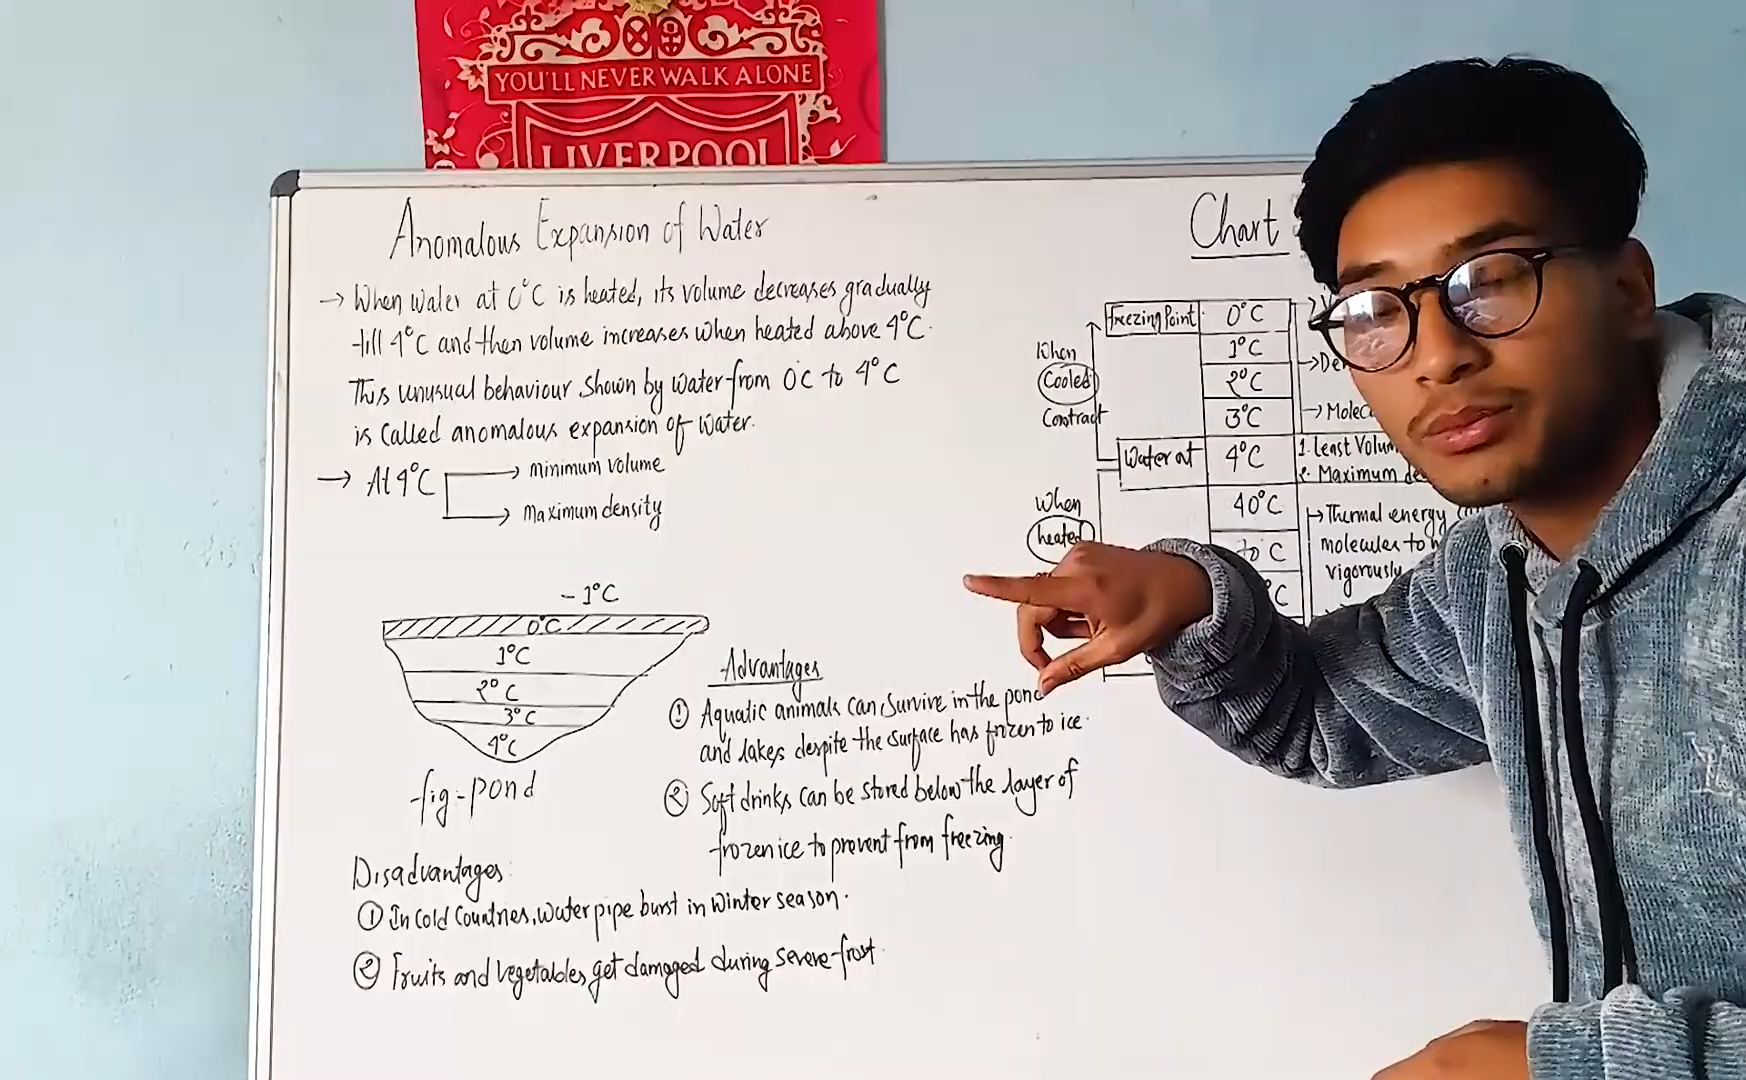 YOU'LL NEVER WALK ALONE
LIVERPOOL
Anomalous Expansion of Water
→ When water at 0°C is heated, its volume decreases gradually
till 4°C and then volume increases when heated above 4°C.
This unusual behaviour shown by water from 0°C to 4°C
is called anomalous expansion of water.
→ At 4°C → minimum volume
→ maximum density
-1°C
0°C
1°C
2°C
3°C
4°C
fig:-pond
Advantages
① Aquatic animals can survive in the pond
and lakes despite the surface has frozen to ice.
② Soft drinks can be stored below the layer of
frozen ice to prevent from freezing.
Disadvantages:
① In cold countries, water pipe burst in winter season.
② Fruits and vegetables get damaged during severe frost.
Chart
Freezing Point 0°C
1°C
2°C
3°C
→ Molec
When
Cooled
Contract
Water at 4°C
1. Least Volum
2. Maximum de
When
heated
40°C
70°C
°C
→ Thermal energy
molecules to
vigorously